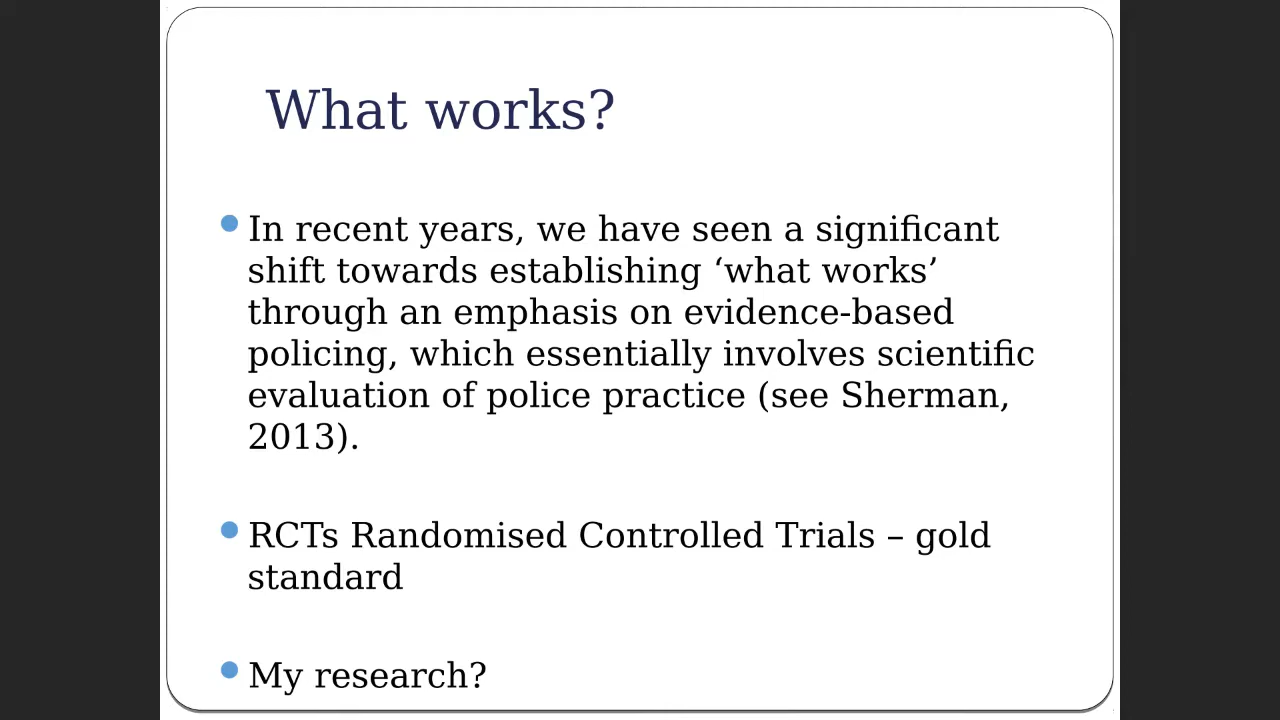 What works?
In recent years, we have seen a significant
shift towards establishing ‘what works’
through an emphasis on evidence-based
policing, which essentially involves scientific
evaluation of police practice (see Sherman,
2013).
RCTs Randomised Controlled Trials – gold
standard
My research?